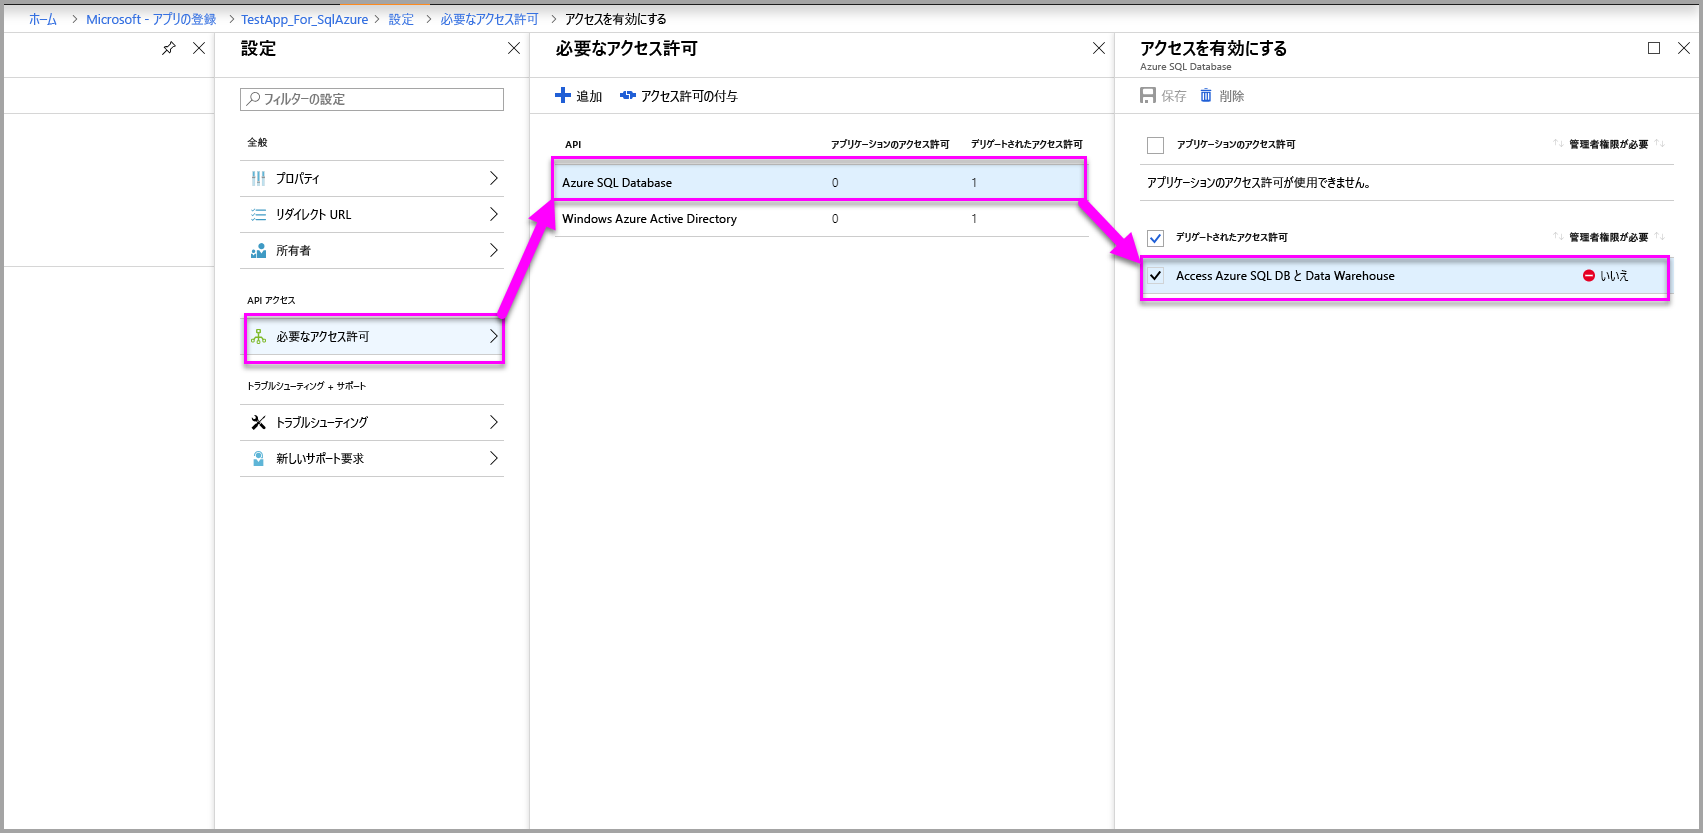 ホーム > Microsoft - アプリの登録 > TestApp_For_SqlAzure > 設定 > 必要なアクセス許可 > アクセスを有効にする
設定
フィルターの設定
全般
プロパティ
リダイレクト URL
所有者
API アクセス
必要なアクセス許可
トラブルシューティング + サポート
トラブルシューティング
新しいサポート要求
必要なアクセス許可
追加 アクセス許可の付与
API アプリケーションのアクセス許可 デリゲートされたアクセス許可
Azure SQL Database 0 1
Windows Azure Active Directory 0 1
アクセスを有効にする
Azure SQL Database
保存 削除
アプリケーションのアクセス許可 管理者権限が必要
アプリケーションのアクセス許可が使用できません。
デリゲートされたアクセス許可 管理者権限が必要
Access Azure SQL DB と Data Warehouse いいえ